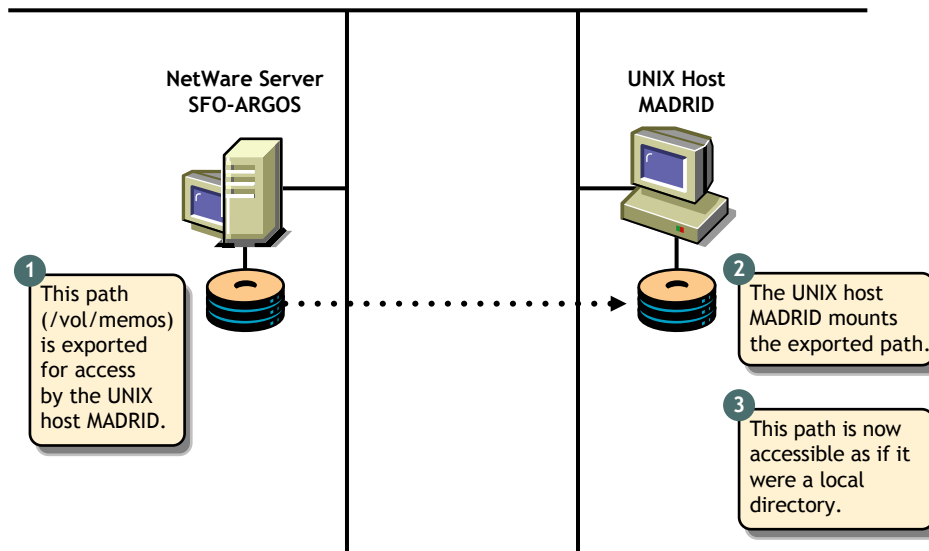 NetWare Server
SFO-ARGOS
UNIX Host
MADRID
1
This path
(/vol/memos)
is exported
for access
by the UNIX
host MADRID.
2
The UNIX host
MADRID mounts
the exported path.
3
This path is now
accessible as if it
were a local
directory.